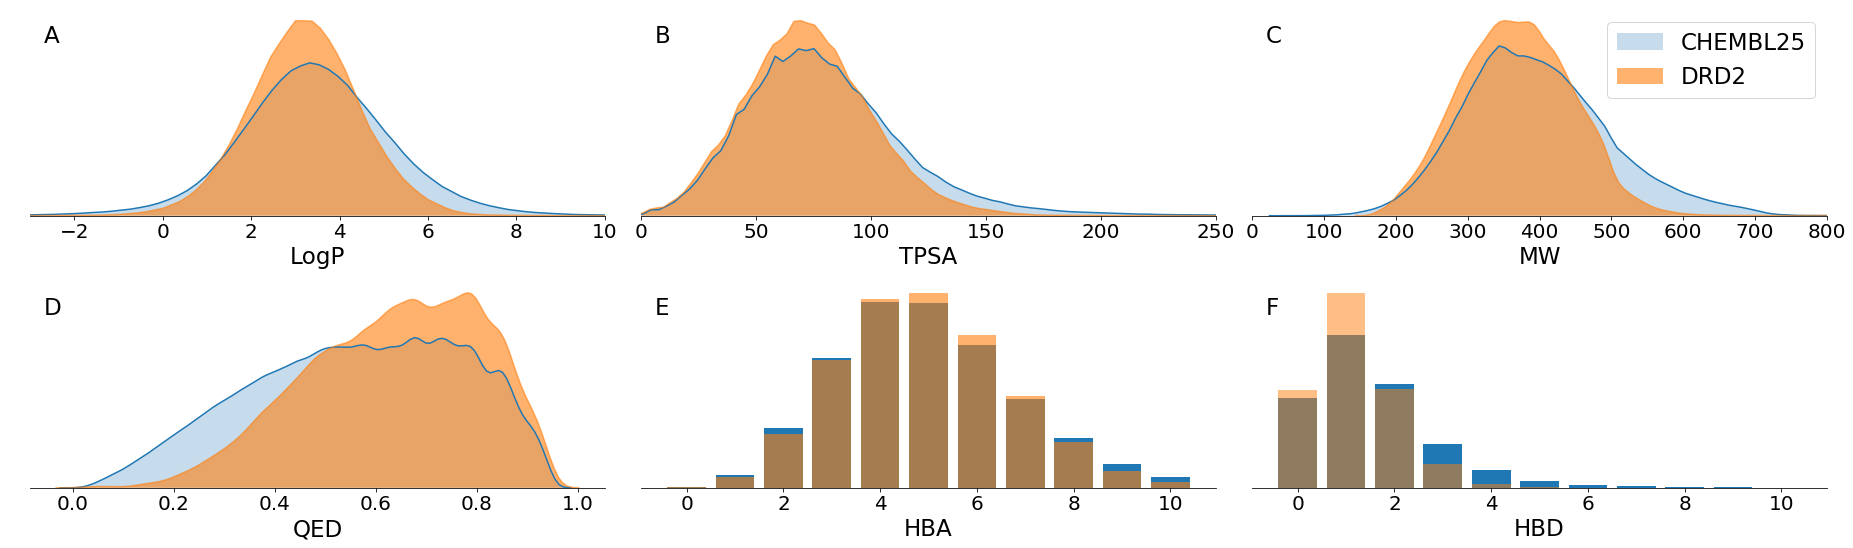 A
B
C
CHEMBL25
DRD2
−2 0 2 4 6 8 10
0 50 100 150 200 250
0 100 200 300 400 500 600 700 800
LogP
TPSA
MW
D
E
F
0.0 0.2 0.4 0.6 0.8 1.0
0 2 4 6 8 10
0 2 4 6 8 10
QED
HBA
HBD